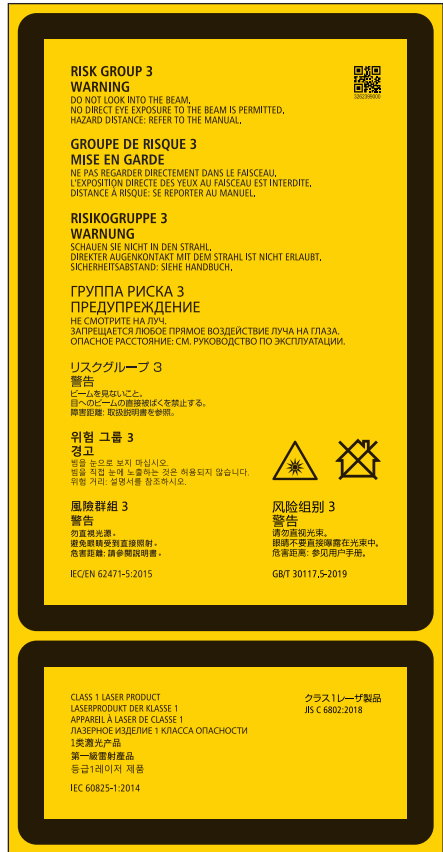 RISK GROUP 3
WARNING
DO NOT LOOK INTO THE BEAM.
NO DIRECT EYE EXPOSURE TO THE BEAM IS PERMITTED.
HAZARD DISTANCE: REFER TO THE MANUAL.
3262399800
GROUPE DE RISQUE 3
MISE EN GARDE
NE PAS REGARDER DIRECTEMENT DANS LE FAISCEAU.
L'EXPOSITION DIRECTE DES YEUX AU FAISCEAU EST INTERDITE.
DISTANCE À RISQUE: SE REPORTER AU MANUEL.
RISIKOGRUPPE 3
WARNUNG
SCHAUEN SIE NICHT IN DEN STRAHL.
DIREKTER AUGENKONTAKT MIT DEM STRAHL IST NICHT ERLAUBT.
SICHERHEITSABSTAND: SIEHE HANDBUCH.
ГРУППА РИСКА 3
ПРЕДУПРЕЖДЕНИЕ
НЕ СМОТРИТЕ НА ЛУЧ.
ЗАПРЕЩАЕТСЯ ЛЮБОЕ ПРЯМОЕ ВОЗДЕЙСТВИЕ ЛУЧА НА ГЛАЗА.
ОПАСНОЕ РАССТОЯНИЕ: СМ. РУКОВОДСТВО ПО ЭКСПЛУАТАЦИИ.
リスクグループ 3
警告
ビームを見ないこと。
目へのビームの直接被ばくを禁止する。
障害距離: 取扱説明書を参照。
위험 그룹 3
경고
빔을 눈으로 보지 마십시오.
빔을 직접 눈에 노출하는 것은 허용되지 않습니다.
위험 거리: 설명서를 참조하시오.
風險群組 3
警告
勿直視光源。
避免眼睛受到直接照射。
危害距離: 請參閱說明書。
IEC/EN 62471-5:2015
风险组别 3
警告
请勿直视光束。
眼睛不要直接曝露在光束中。
危害距离: 参见用户手册。
GB/T 30117.5-2019
CLASS 1 LASER PRODUCT
LASERPRODUKT DER KLASSE 1
APPAREIL À LASER DE CLASSE 1
ЛАЗЕРНОЕ ИЗДЕЛИЕ 1 КЛАССА ОПАСНОСТИ
1类激光产品
第一級雷射產品
등급1레이저 제품
IEC 60825-1:2014
クラス1レーザ製品
JIS C 6802:2018